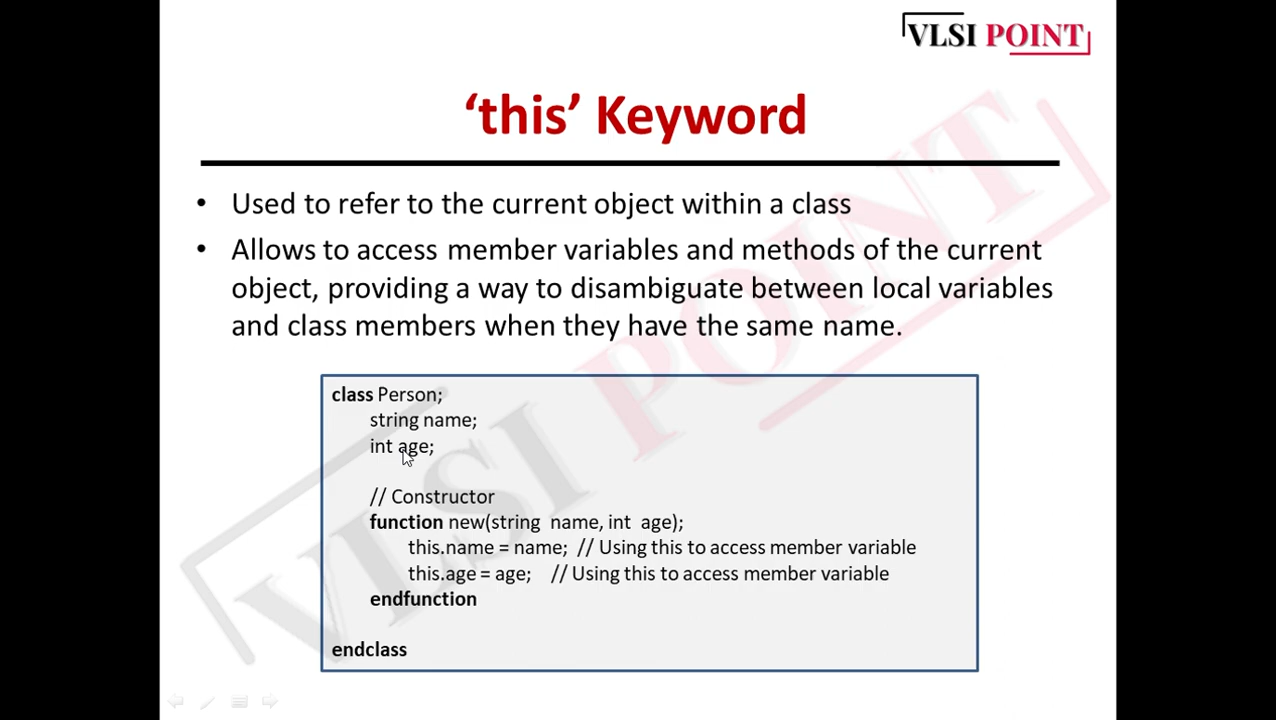 VLSI POINT
‘this’ Keyword
• Used to refer to the current object within a class
• Allows to access member variables and methods of the current
object, providing a way to disambiguate between local variables
and class members when they have the same name.
class Person;
string name;
int age;
// Constructor
function new(string name, int age);
this.name = name; // Using this to access member variable
this.age = age; // Using this to access member variable
endfunction
endclass
VLSI POINT